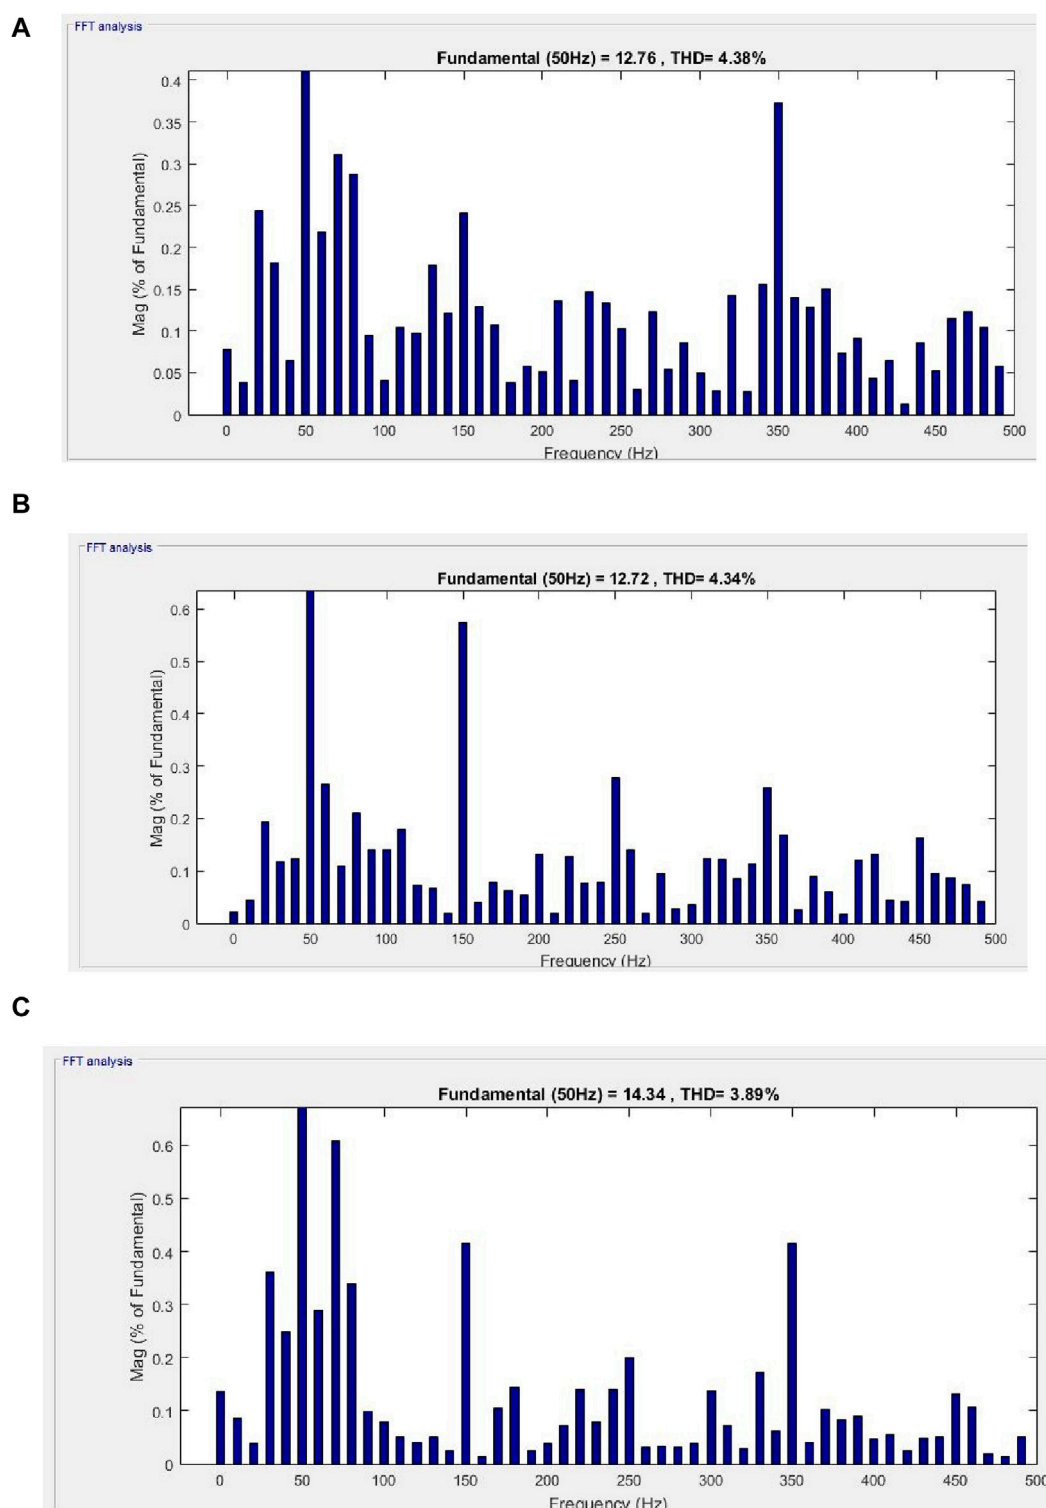 A
FFT analysis
Fundamental (50Hz) = 12.76 , THD= 4.38%
Mag (% of Fundamental)
0.4
0.35
0.3
0.25
0.2
0.15
0.1
0.05
0
0 50 100 150 200 250 300 350 400 450 500
Frequency (Hz)
B
FFT analysis
Fundamental (50Hz) = 12.72 , THD= 4.34%
Mag (% of Fundamental)
0.6
0.5
0.4
0.3
0.2
0.1
0
0 50 100 150 200 250 300 350 400 450 500
Frequency (Hz)
C
FFT analysis
Fundamental (50Hz) = 14.34 , THD= 3.89%
Mag (% of Fundamental)
0.6
0.5
0.4
0.3
0.2
0.1
0
0 50 100 150 200 250 300 350 400 450 500
Frequency (Hz)